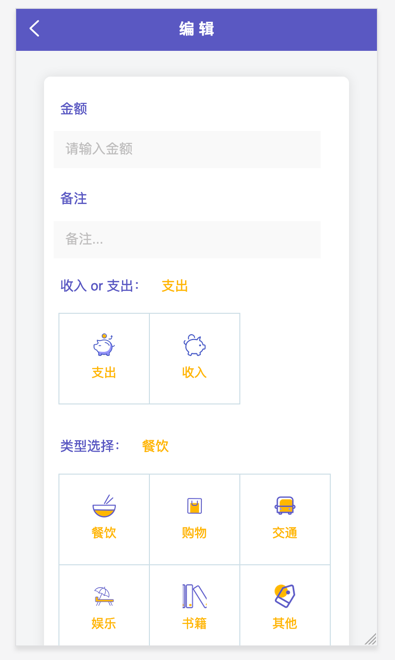 编 辑
金额
请输入金额
备注
备注...
收入 or 支出： 支出
支出 收入
类型选择： 餐饮
餐饮 购物 交通
娱乐 书籍 其他